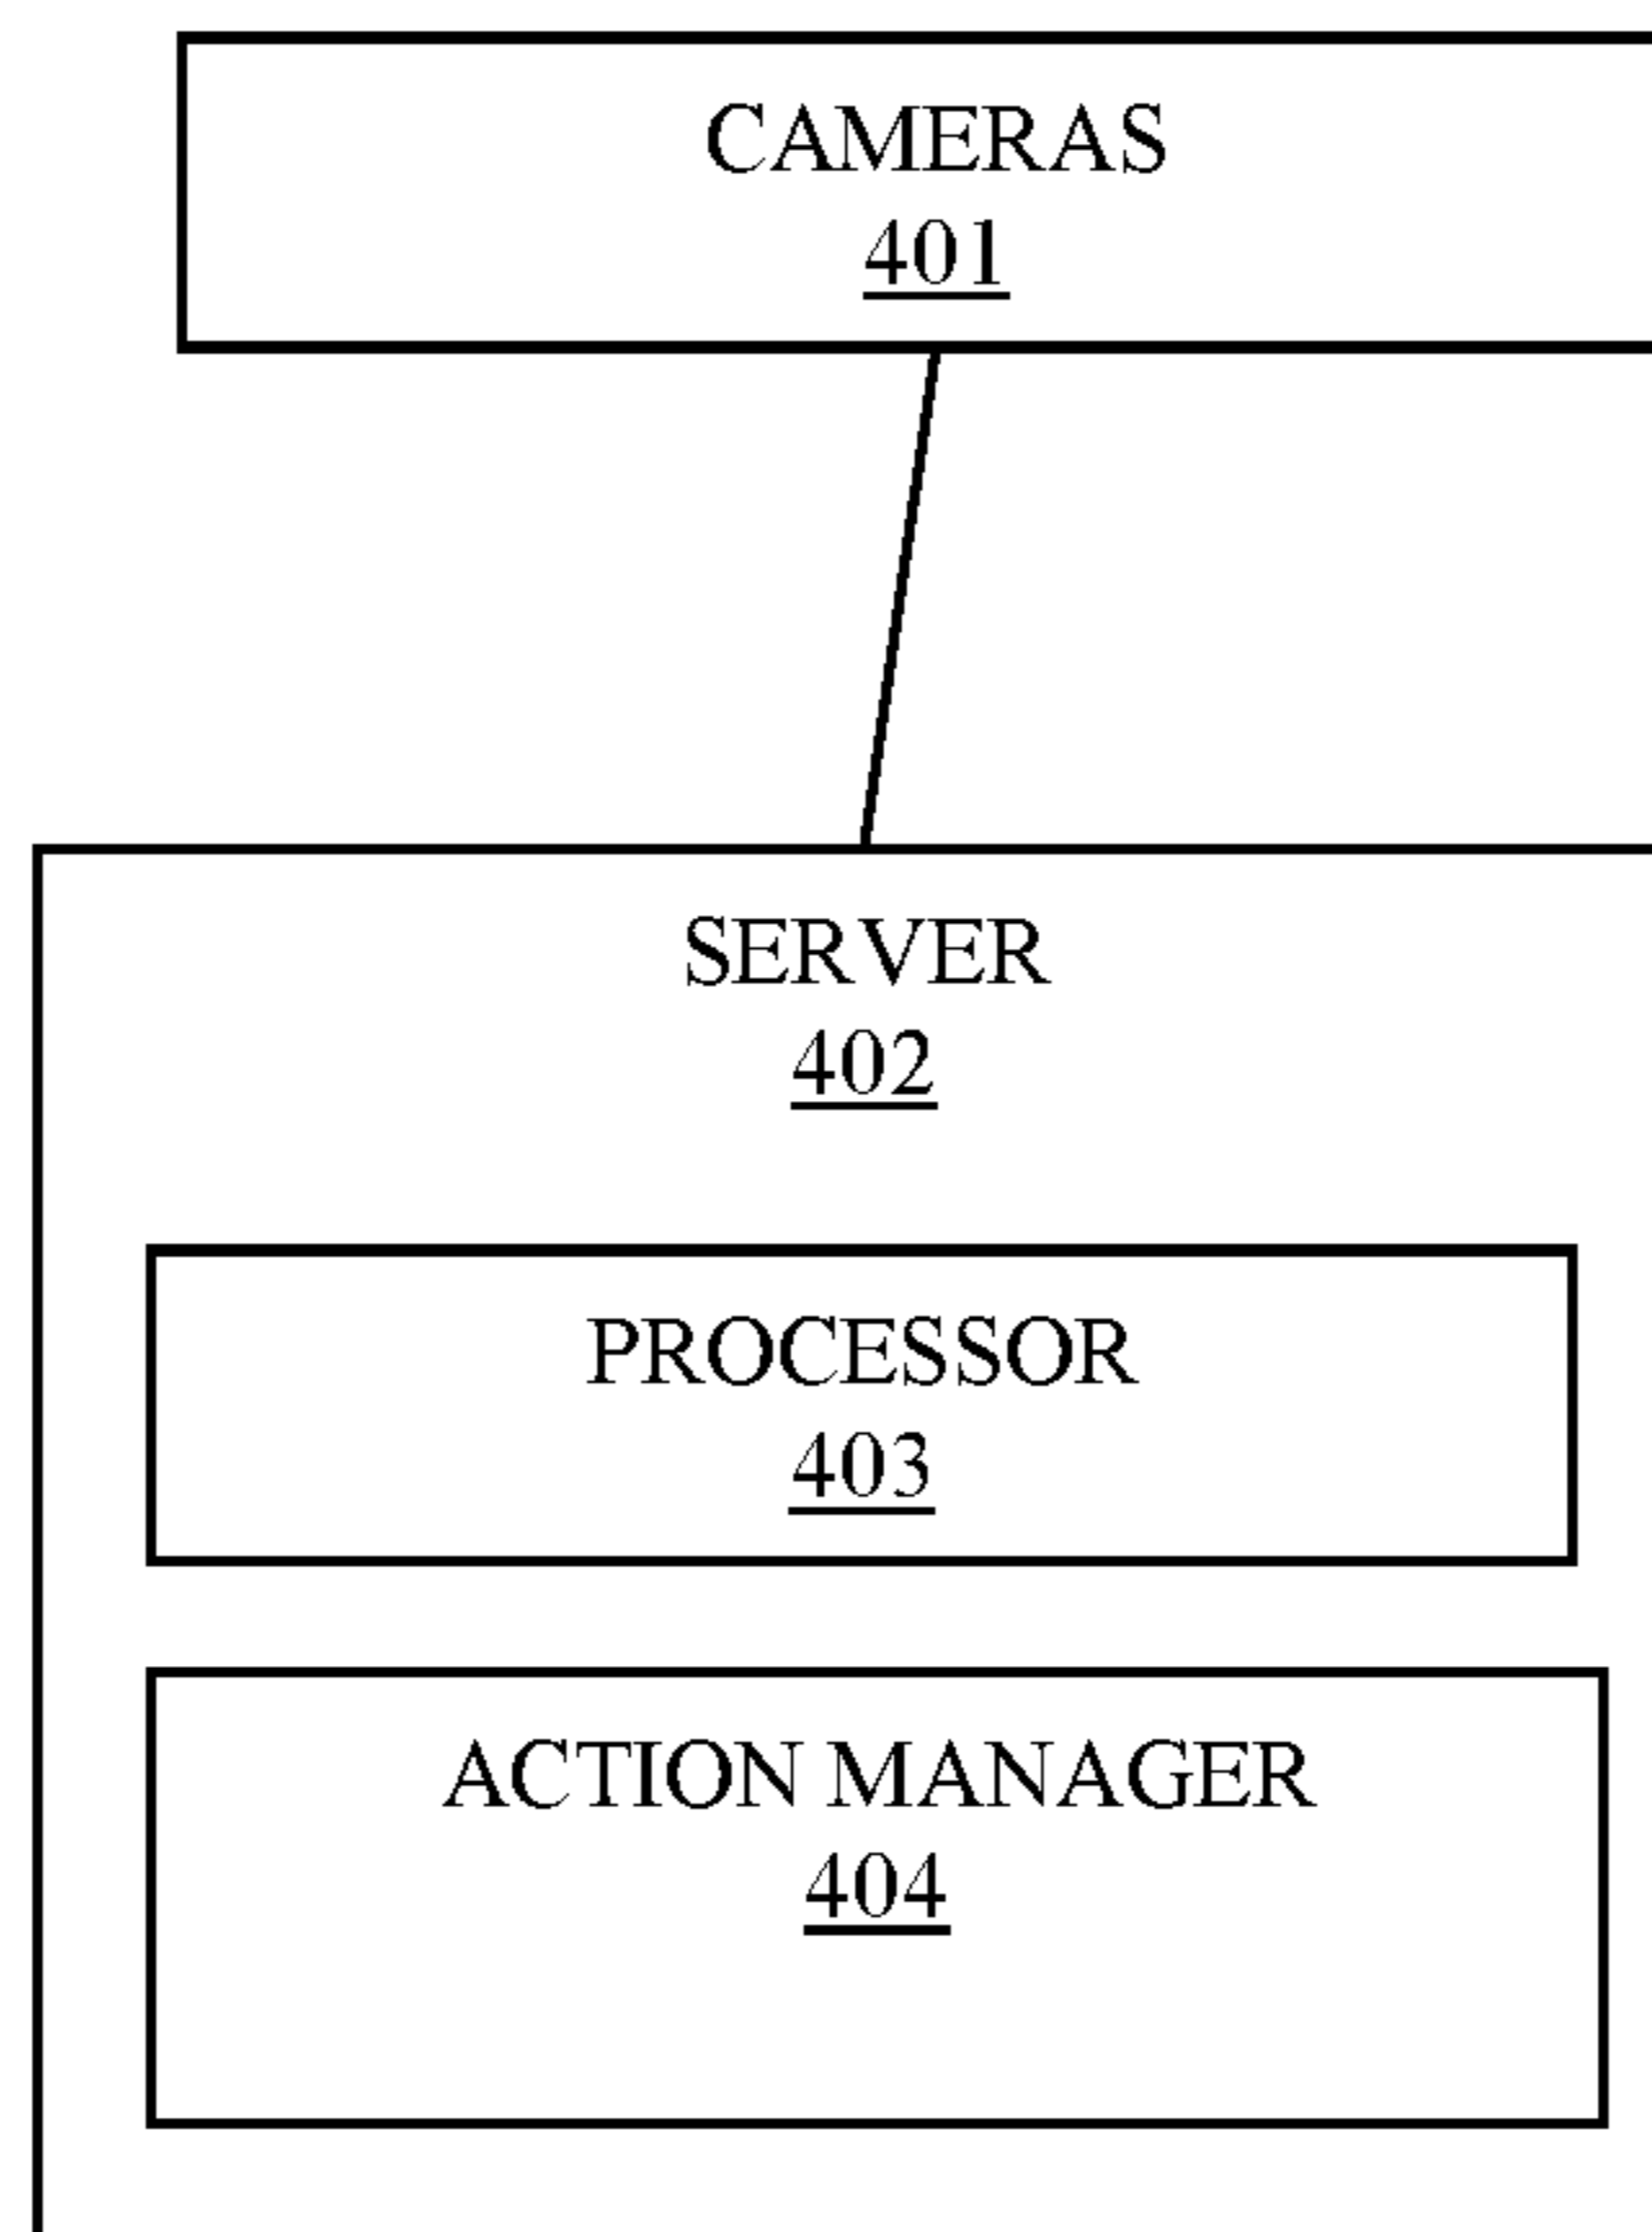 CAMERAS
401
SERVER
402
PROCESSOR
403
ACTION MANAGER
404